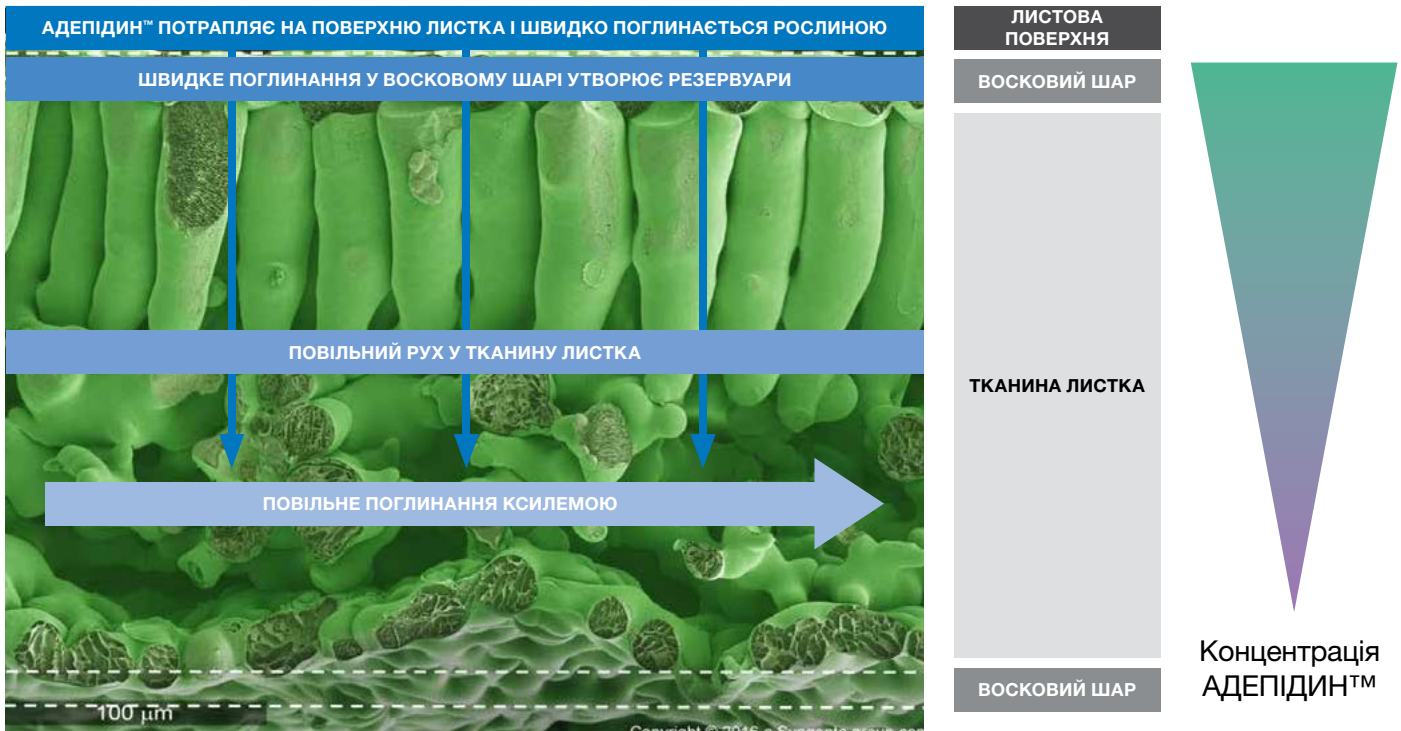 АДЕПІДИН™ ПОТРАПЛЯЄ НА ПОВЕРХНЮ ЛИСТКА І ШВИДКО ПОГЛИНАЄТЬСЯ РОСЛИНОЮ
ШВИДКЕ ПОГЛИНАННЯ У ВОСКОВОМУ ШАРІ УТВОРЮЄ РЕЗЕРВУАРИ
ПОВІЛЬНИЙ РУХ У ТКАНИНУ ЛИСТКА
ПОВІЛЬНЕ ПОГЛИНАННЯ КСИЛЕМОЮ
100 µm
ЛИСТОВА
ПОВЕРХНЯ
ВОСКОВИЙ ШАР
ТКАНИНА ЛИСТКА
ВОСКОВИЙ ШАР
Концентрація
АДЕПІДИН™